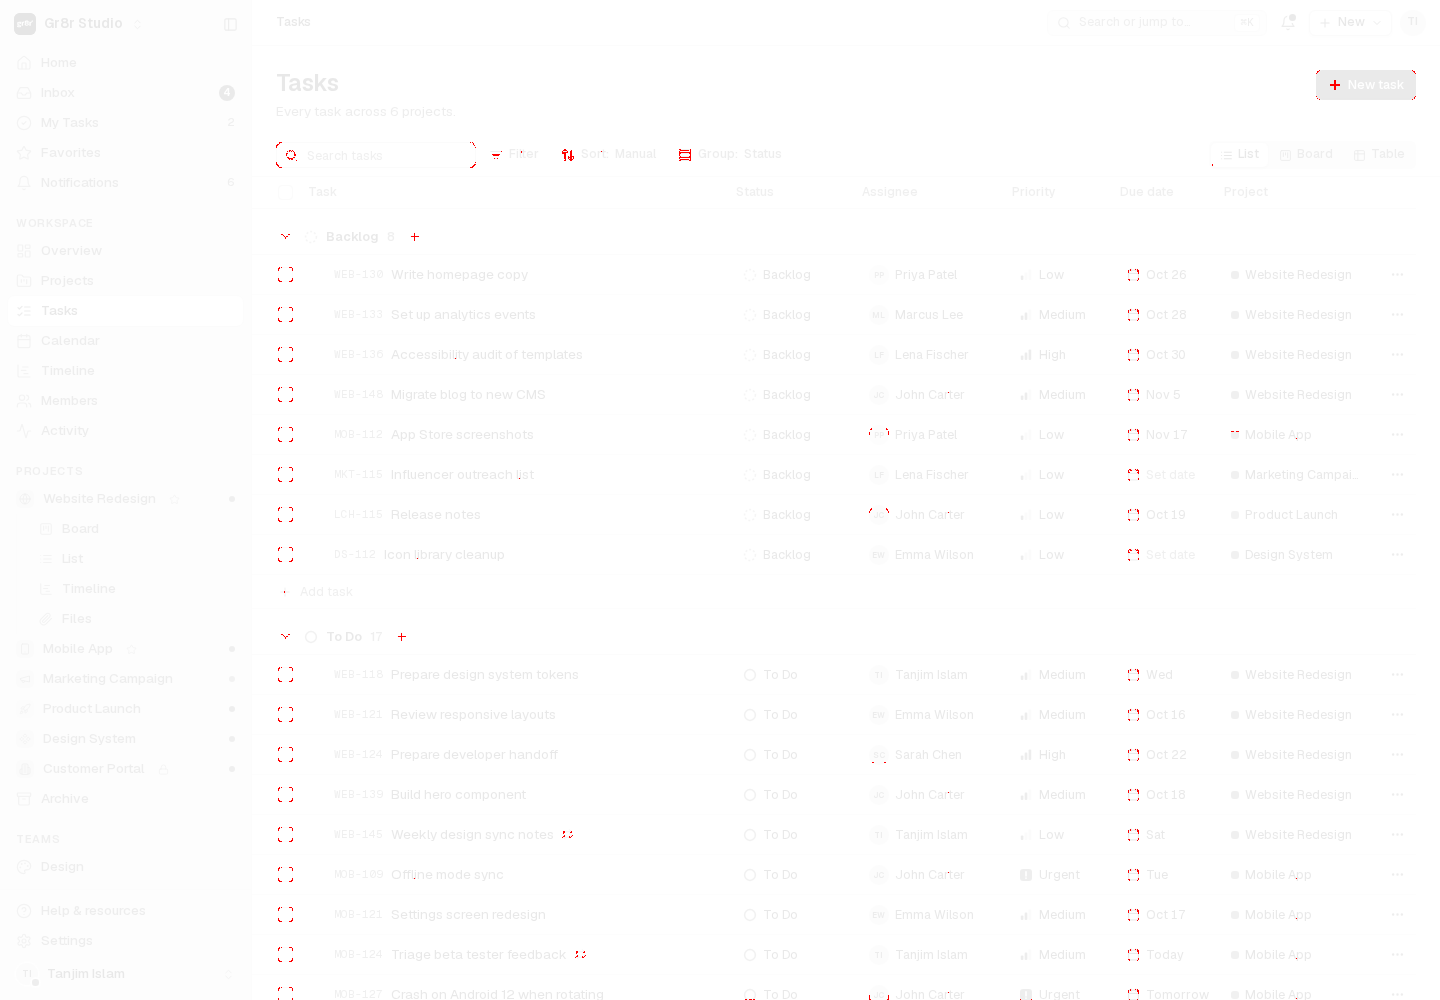 Gr8r Studio
Tasks
Search or jump to...
⌘K
New
TI
Home
Inbox 4
My Tasks 2
Favorites
Notifications 6
WORKSPACE
Overview
Projects
Tasks
Calendar
Timeline
Members
Activity
PROJECTS
Website Redesign
Board
List
Timeline
Files
Mobile App
Marketing Campaign
Product Launch
Design System
Customer Portal
Archive
TEAMS
Design
Help & resources
Settings
TI Tanjim Islam
Tasks
Every task across 6 projects.
New task
Search tasks
Filter
Sort: Manual
Group: Status
List
Board
Table
Task Status Assignee Priority Due date Project
Backlog 8
WEB-130 Write homepage copy Backlog PP Priya Patel Low Oct 26 Website Redesign
WEB-133 Set up analytics events Backlog ML Marcus Lee Medium Oct 28 Website Redesign
WEB-136 Accessibility audit of templates Backlog LF Lena Fischer High Oct 30 Website Redesign
WEB-148 Migrate blog to new CMS Backlog JC John Carter Medium Nov 5 Website Redesign
MOB-112 App Store screenshots Backlog PP Priya Patel Low Nov 17 Mobile App
MKT-115 Influencer outreach list Backlog LF Lena Fischer Low Set date Marketing Campai...
LCH-115 Release notes Backlog JC John Carter Low Oct 19 Product Launch
DS-112 Icon library cleanup Backlog EW Emma Wilson Low Set date Design System
Add task
To Do 17
WEB-118 Prepare design system tokens To Do TI Tanjim Islam Medium Wed Website Redesign
WEB-121 Review responsive layouts To Do EW Emma Wilson Medium Oct 16 Website Redesign
WEB-124 Prepare developer handoff To Do SC Sarah Chen High Oct 22 Website Redesign
WEB-139 Build hero component To Do JC John Carter Medium Oct 18 Website Redesign
WEB-145 Weekly design sync notes To Do TI Tanjim Islam Low Sat Website Redesign
MOB-109 Offline mode sync To Do JC John Carter Urgent Tue Mobile App
MOB-121 Settings screen redesign To Do EW Emma Wilson Medium Oct 17 Mobile App
MOB-124 Triage beta tester feedback To Do TI Tanjim Islam Medium Today Mobile App
MOB-127 Crash on Android 12 when rotating To Do John Carter Urgent Tomorrow Mobile App